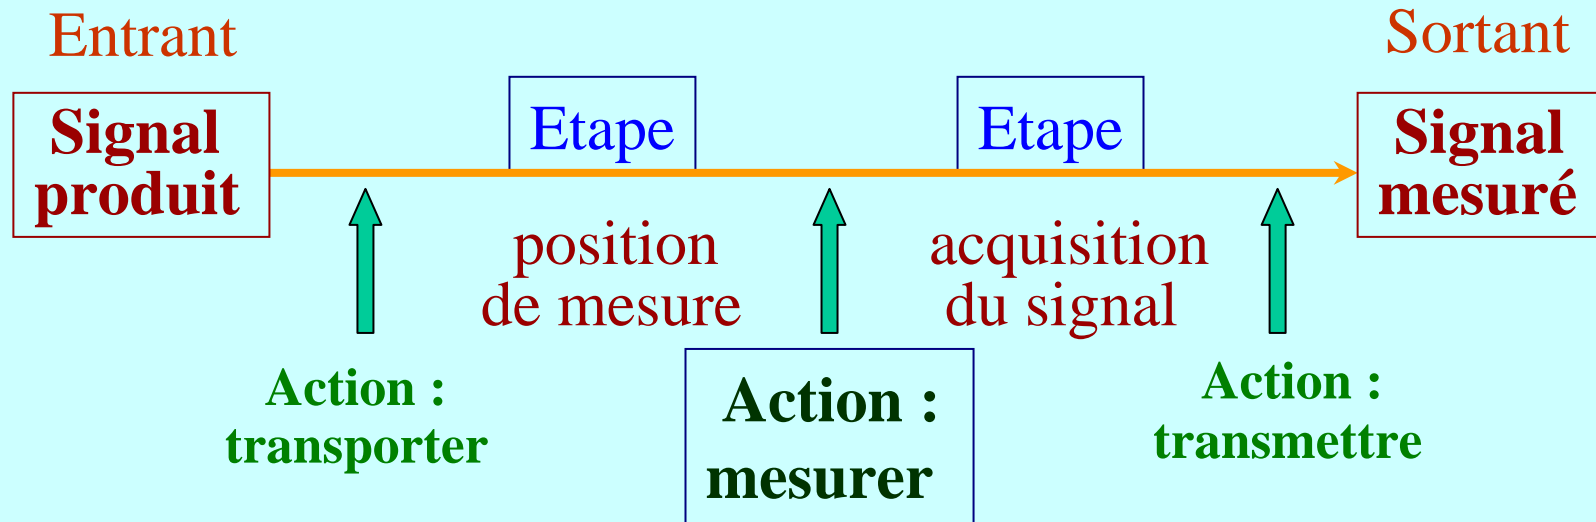 Entrant
Sortant
Signal
produit
Etape
Etape
Signal
mesuré
position
de mesure
acquisition
du signal
Action :
transporter
Action :
mesurer
Action :
transmettre